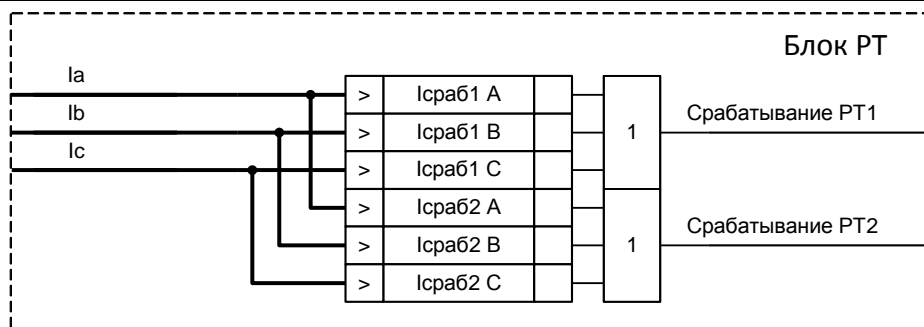 Блок РТ
Ia
Ib
Ic
> Iсраб1 A
> Iсраб1 B
> Iсраб1 C
> Iсраб2 A
> Iсраб2 B
> Iсраб2 C
1
Срабатывание РТ1
1
Срабатывание РТ2